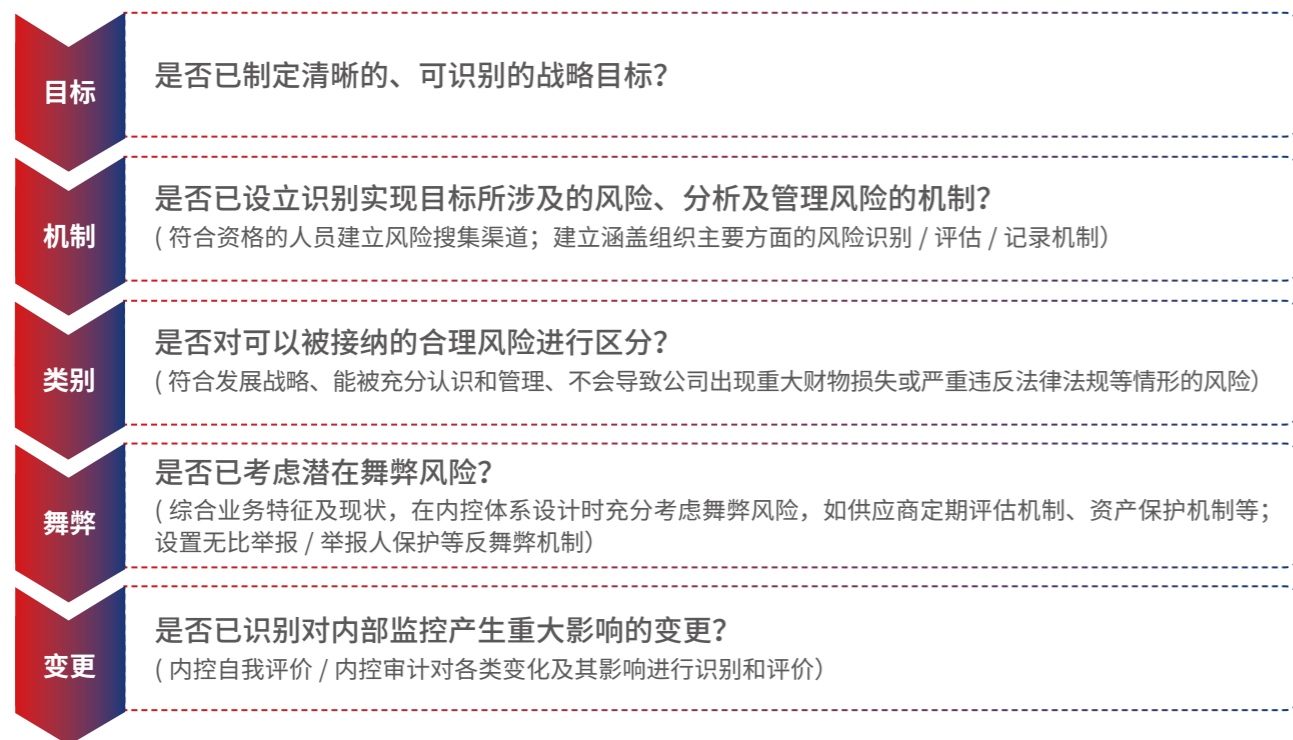 目标
是否已制定清晰的、可识别的战略目标？
机制
是否已设立识别实现目标所涉及的风险、分析及管理风险的机制？
( 符合资格的人员建立风险搜集渠道；建立涵盖组织主要方面的风险识别 / 评估 / 记录机制）
类别
是否对可以被接纳的合理风险进行区分？
( 符合发展战略、能被充分认识和管理、不会导致公司出现重大财物损失或严重违反法律法规等情形的风险）
舞弊
是否已考虑潜在舞弊风险？
( 综合业务特征及现状，在内控体系设计时充分考虑舞弊风险，如供应商定期评估机制、资产保护机制等；
设置无比举报 / 举报人保护等反舞弊机制）
变更
是否已识别对内部监控产生重大影响的变更？
( 内控自我评价 / 内控审计对各类变化及其影响进行识别和评价）